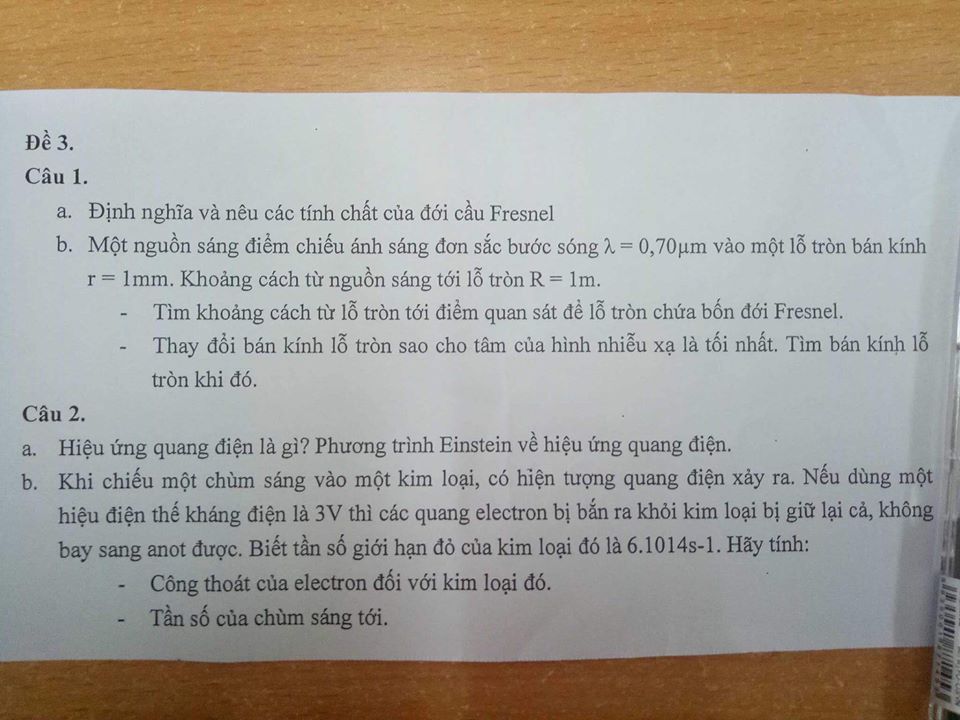 Đề 3.
Câu 1.
a. Định nghĩa và nêu các tính chất của đới cầu Fresnel
b. Một nguồn sáng điểm chiếu ánh sáng đơn sắc bước sóng λ = 0,70µm vào một lỗ tròn bán kính
r = 1mm. Khoảng cách từ nguồn sáng tới lỗ tròn R = 1m.
- Tìm khoảng cách từ lỗ tròn tới điểm quan sát để lỗ tròn chứa bốn đới Fresnel.
- Thay đổi bán kính lỗ tròn sao cho tâm của hình nhiễu xạ là tối nhất. Tìm bán kính lỗ
tròn khi đó.
Câu 2.
a. Hiệu ứng quang điện là gì? Phương trình Einstein về hiệu ứng quang điện.
b. Khi chiếu một chùm sáng vào một kim loại, có hiện tượng quang điện xảy ra. Nếu dùng một
hiệu điện thế kháng điện là 3V thì các quang electron bị bắn ra khỏi kim loại bị giữ lại cả, không
bay sang anot được. Biết tần số giới hạn đỏ của kim loại đó là 6.1014s-1. Hãy tính:
- Công thoát của electron đối với kim loại đó.
- Tần số của chùm sáng tới.